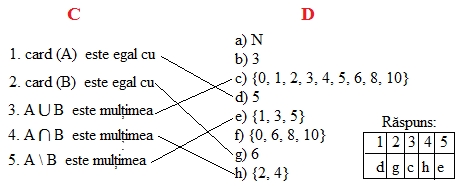 C
1. card (A) este egal cu
2. card (B) este egal cu
3. A ∪ B este mulțimea
4. A ∩ B este mulțimea
5. A \ B este mulțimea
D
a) N
b) 3
c) {0, 1, 2, 3, 4, 5, 6, 8, 10}
d) 5
e) {1, 3, 5}
f) {0, 6, 8, 10}
g) 6
h) {2, 4}
Răspuns:
1 2 3 4 5
d g c h e